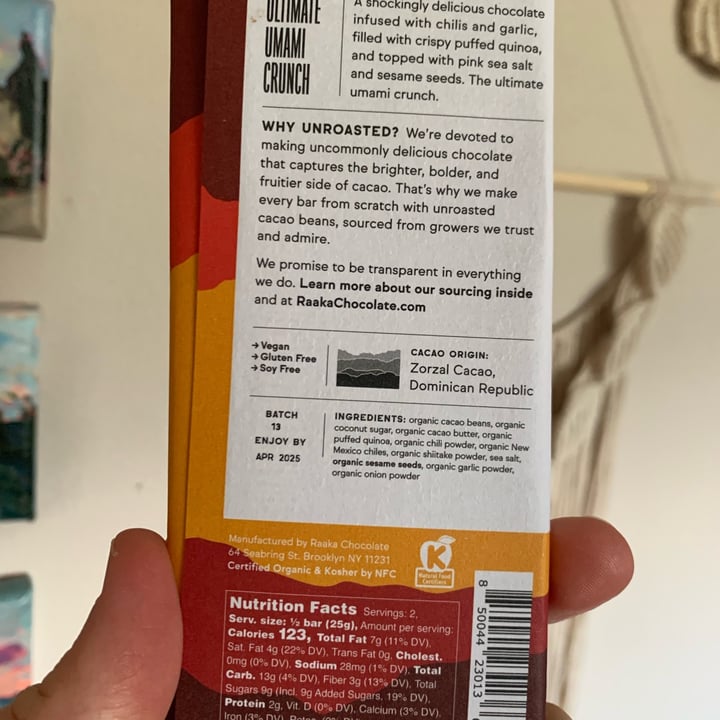 ULTIMATE
UMAMI
CRUNCH
A shockingly delicious chocolate
infused with chilis and garlic,
filled with crispy puffed quinoa,
and topped with pink sea salt
and sesame seeds. The ultimate
umami crunch.
WHY UNROASTED? We're devoted to
making uncommonly delicious chocolate
that captures the brighter, bolder, and
fruitier side of cacao. That's why we make
every bar from scratch with unroasted
cacao beans, sourced from growers we trust
and admire.
We promise to be transparent in everything
we do. Learn more about our sourcing inside
and at RaakaChocolate.com
→ Vegan
→ Gluten Free
→ Soy Free
CACAO ORIGIN:
Zorzal Cacao,
Dominican Republic
BATCH
13
ENJOY BY
APR 2025
INGREDIENTS: organic cacao beans, organic
coconut sugar, organic cacao butter, organic
puffed quinoa, organic chili powder, organic New
Mexico chiles, organic shiitake powder, sea salt,
organic sesame seeds, organic garlic powder,
organic onion powder
Manufactured by Raaka Chocolate
64 Seabring St. Brooklyn NY 11231
Certified Organic & Kosher by NFC
K
Natural Food
Certifiers
Nutrition Facts Servings: 2,
Serv. size: ½ bar (25g), Amount per serving:
Calories 123, Total Fat 7g (11% DV),
Sat. Fat 4g (22% DV), Trans Fat 0g, Cholest.
0mg (0% DV), Sodium 28mg (1% DV), Total
Carb. 13g (4% DV), Fiber 3g (13% DV), Total
Sugars 9g (Incl. 9g Added Sugars, 19% DV),
Protein 2g, Vit. D (0% DV), Calcium (3% DV),
Iron (3% DV),
8 50044 23013